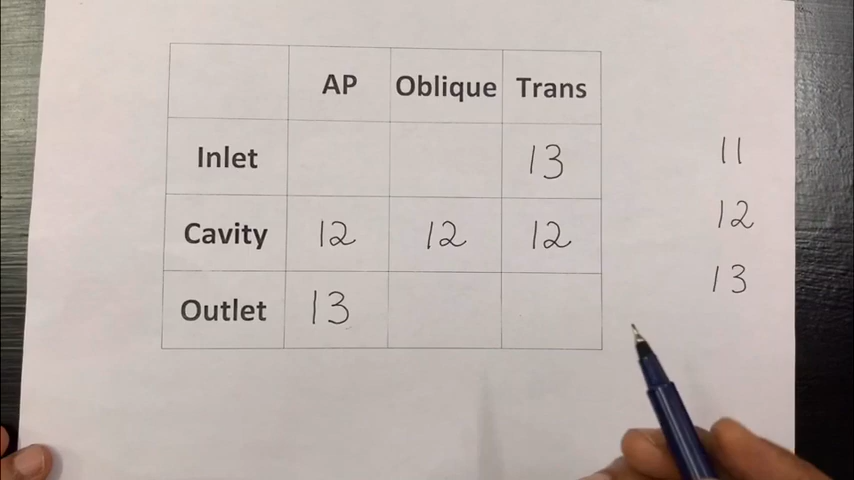 AP Oblique Trans
Inlet 13 11
Cavity 12 12 12 12
Outlet 13 13